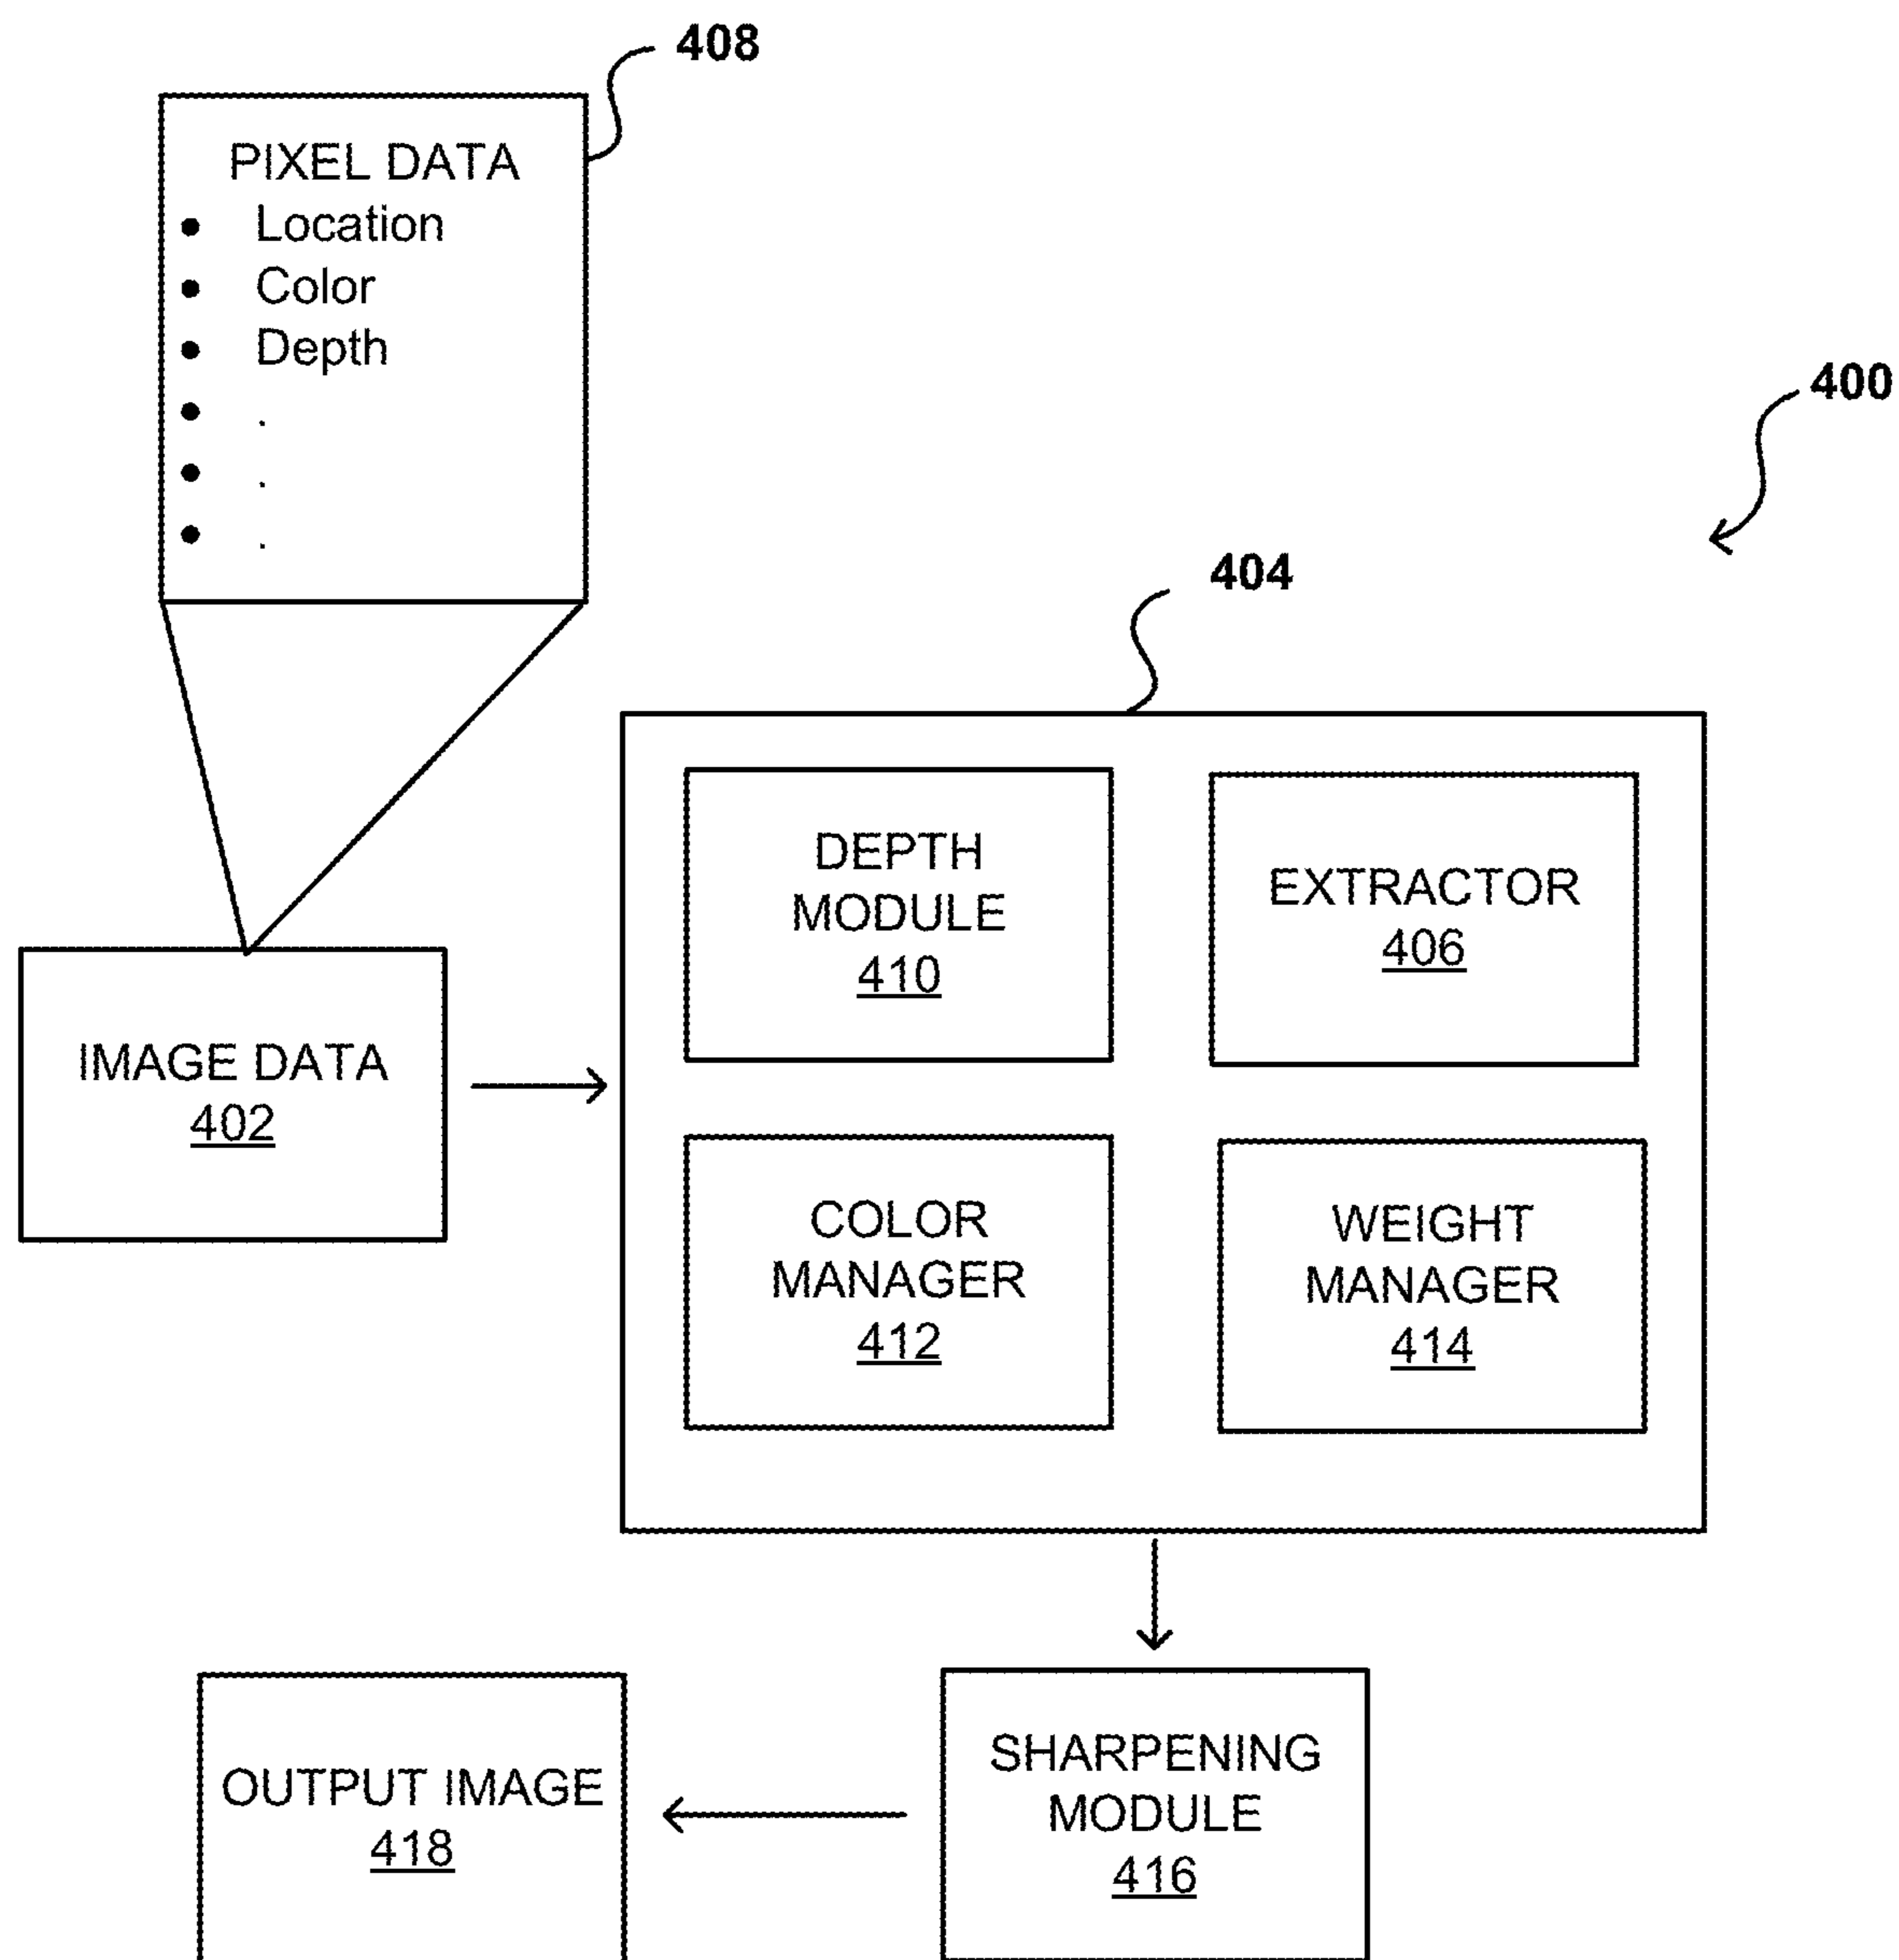 408
PIXEL DATA
• Location
• Color
• Depth
• .
• .
• .
400
404
DEPTH
MODULE
410
EXTRACTOR
406
IMAGE DATA
402
COLOR
MANAGER
412
WEIGHT
MANAGER
414
OUTPUT IMAGE
418
SHARPENING
MODULE
416